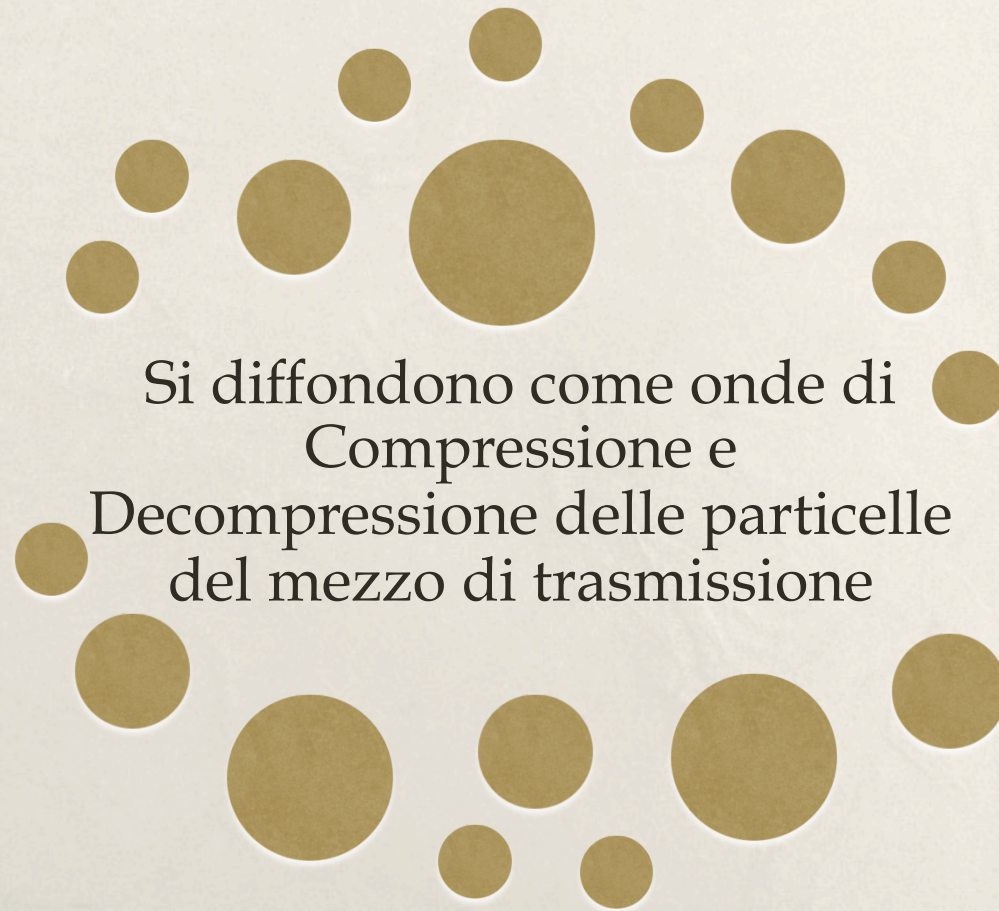 Si diffondono come onde di
Compressione e
Decompressione delle particelle
del mezzo di trasmissione